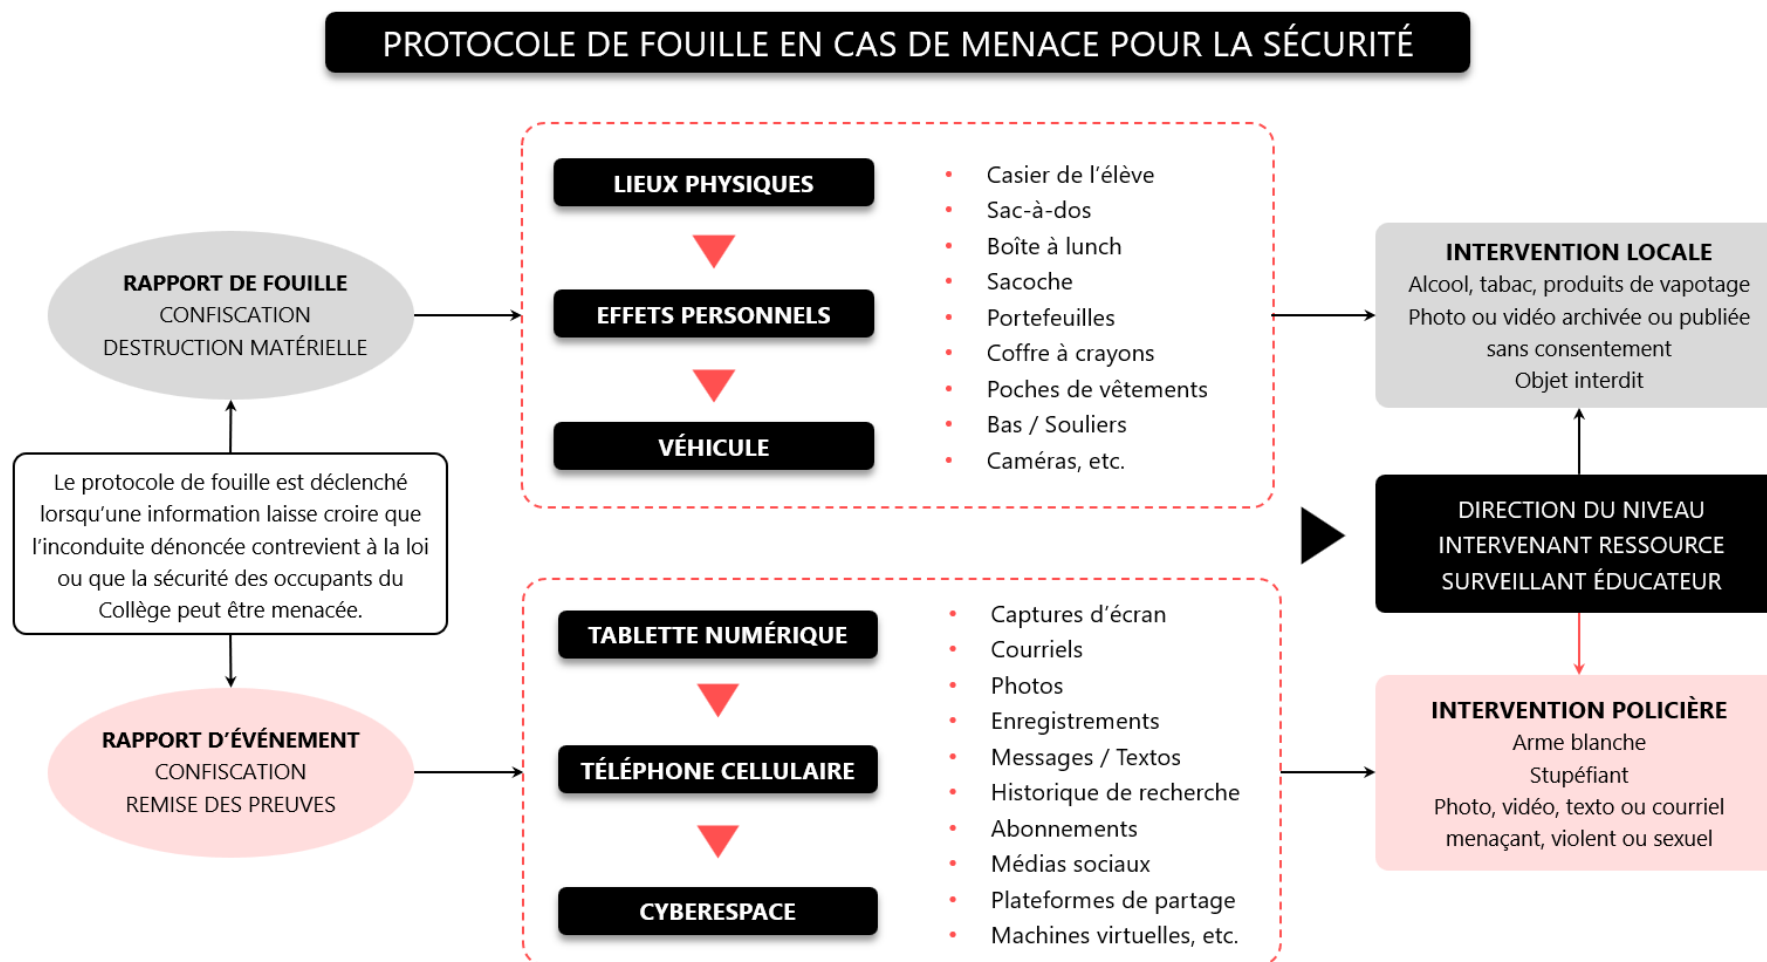 PROTOCOLE DE FOUILLE EN CAS DE MENACE POUR LA SÉCURITÉ
RAPPORT DE FOUILLE
CONFISCATION
DESTRUCTION MATÉRIELLE
Le protocole de fouille est déclenché
lorsqu'une information laisse croire que
l'inconduite dénoncée contrevient à la loi
ou que la sécurité des occupants du
Collège peut être menacée.
RAPPORT D'ÉVÉNEMENT
CONFISCATION
REMISE DES PREUVES
LIEUX PHYSIQUES
EFFETS PERSONNELS
VÉHICULE
• Casier de l'élève
• Sac-à-dos
• Boîte à lunch
• Sacoche
• Portefeuilles
• Coffre à crayons
• Poches de vêtements
• Bas / Souliers
• Caméras, etc.
TABLETTE NUMÉRIQUE
TÉLÉPHONE CELLULAIRE
CYBERESPACE
• Captures d'écran
• Courriels
• Photos
• Enregistrements
• Messages / Textos
• Historique de recherche
• Abonnements
• Médias sociaux
• Plateformes de partage
• Machines virtuelles, etc.
INTERVENTION LOCALE
Alcool, tabac, produits de vapotage
Photo ou vidéo archivée ou publiée
sans consentement
Objet interdit
DIRECTION DU NIVEAU
INTERVENANT RESSOURCE
SURVEILLANT ÉDUCATEUR
INTERVENTION POLICIÈRE
Arme blanche
Stupéfiant
Photo, vidéo, texto ou courriel
menaçant, violent ou sexuel